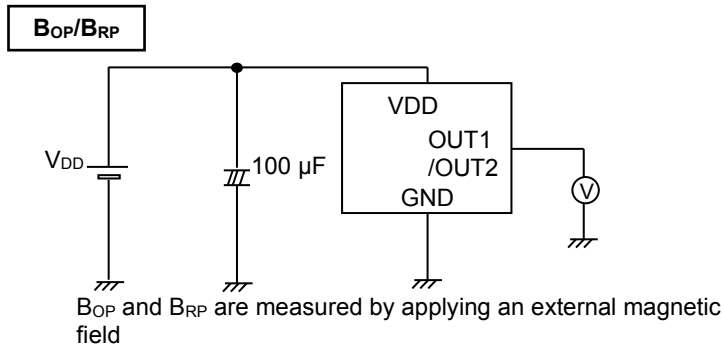 BOP/BRP
VDD
100 µF
VDD
OUT1
/OUT2
GND
V
BOP and BRP are measured by applying an external magnetic
field